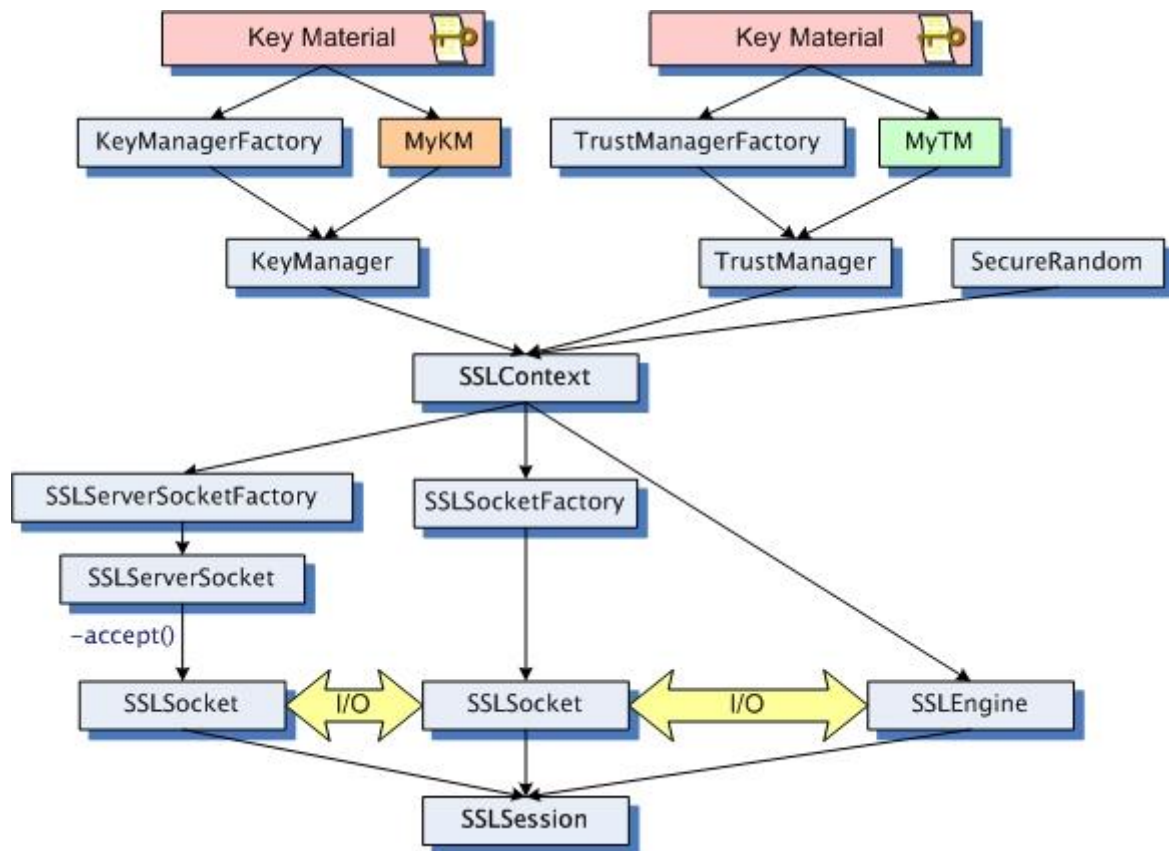 Key Material
Key Material
KeyManagerFactory
MyKM
TrustManagerFactory
MyTM
KeyManager
TrustManager
SecureRandom
SSLContext
SSLServerSocketFactory
SSLSocketFactory
SSLServerSocket
-accept()
SSLSocket
I/O
SSLSocket
I/O
SSLEngine
SSLSession